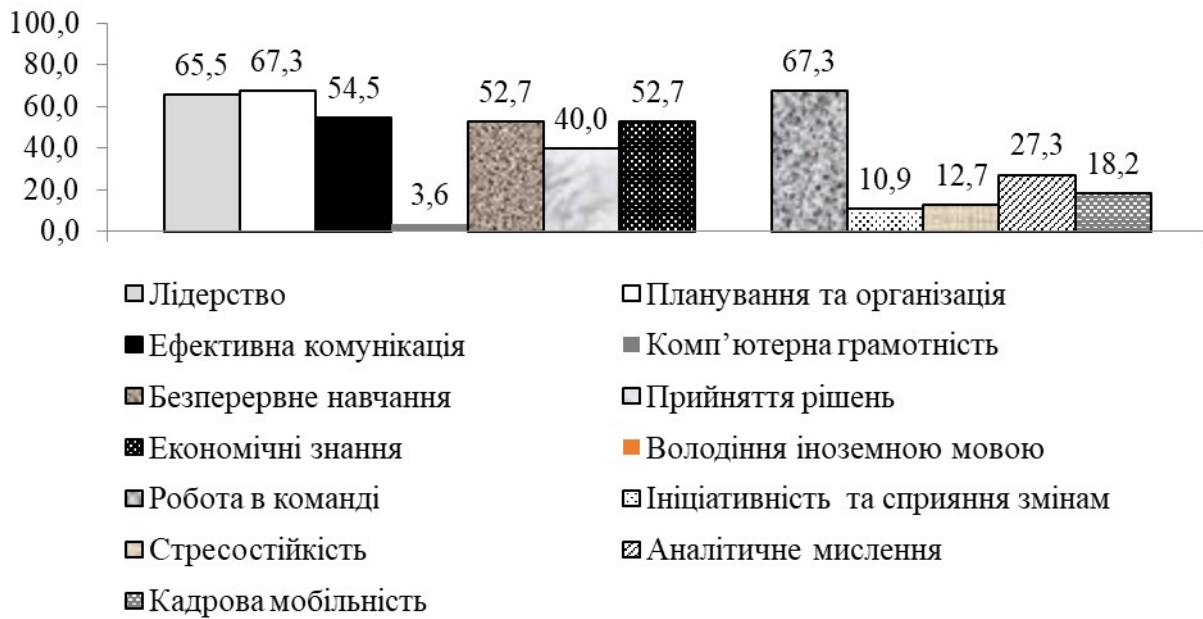 100,0
80,0
60,0
40,0
20,0
0,0
65,5 67,3 54,5 3,6 52,7 40,0 52,7 67,3 10,9 12,7 27,3 18,2
Лідерство Планування та організація
Ефективна комунікація Комп’ютерна грамотність
Безперервне навчання Прийняття рішень
Економічні знання Володіння іноземною мовою
Робота в команді Ініціативність та сприяння змінам
Стресостійкість Аналітичне мислення
Кадрова мобільність